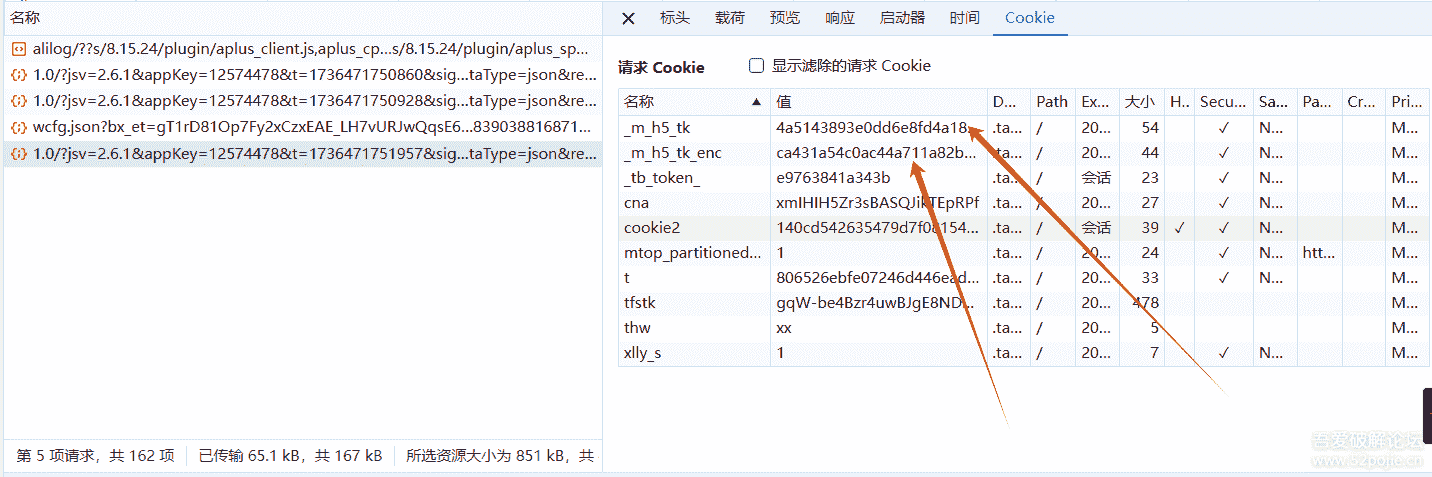 名称
alilog/??s/8.15.24/plugin/aplus_client.js,aplus_cp...s/8.15.24/plugin/aplus_sp...
1.0/?jsv=2.6.1&appKey=12574478&t=1736471750860&sig...taType=json&re...
1.0/?jsv=2.6.1&appKey=12574478&t=1736471750928&sig...taType=json&re...
wcfg.json?bx_et=gT1rD81Op7Fy2xCzxEAE_LH7vURJwQqsE6...839038816871...
1.0/?jsv=2.6.1&appKey=12574478&t=1736471751957&sig...taType=json&re...
第 5 项请求，共 162 项 已传输 65.1 kB，共 167 kB 所选资源大小为 851 kB，共
标头 载荷 预览 响应 启动器 时间 Cookie
请求 Cookie 显示滤除的请求 Cookie
名称 值 D... Path Ex... 大小 H.. Secu... Sa... Pa... Cr... Pri...
_m_h5_tk 4a5143893e0dd6e8fd4a18... .ta... / 20... 54 ✓ N... M...
_m_h5_tk_enc ca431a54c0ac44a711a82b... .ta... / 20... 44 ✓ N... M...
_tb_token_ e9763841a343b .ta... / 会话 23 ✓ N... M...
cna xmIHIH5Zr3sBASQJikTEpRPf .ta... / 20... 27 ✓ N... M...
cookie2 140cd542635479d7f08154... .ta... / 会话 39 ✓ ✓ N... M...
mtop_partitioned... 1 .ta... / 20... 24 ✓ N... htt... M...
t 806526ebfe07246d446ead... .ta... / 20... 33 ✓ N... M...
tfstk gqW-be4Bzr4uwBJgE8ND... .ta... / 20... 478 M...
thw xx .ta... / 20... 5 M...
xlly_s 1 .ta... / 20... 7 ✓ N... M...
吾爱破解论坛
www.52pojie.cn